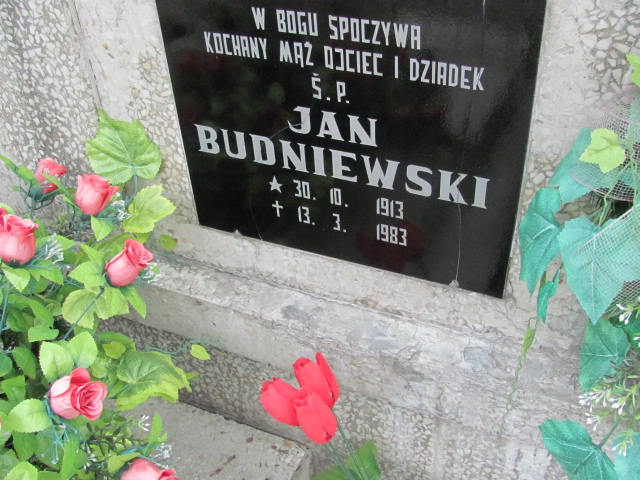 W BOGU SPOCZYWA
KOCHANY MĄŻ OJCIEC I DZIADEK
Ś.P.
JAN
BUDNIEWSKI
★ 30. 10. 1913
✝ 13. 3. 1983